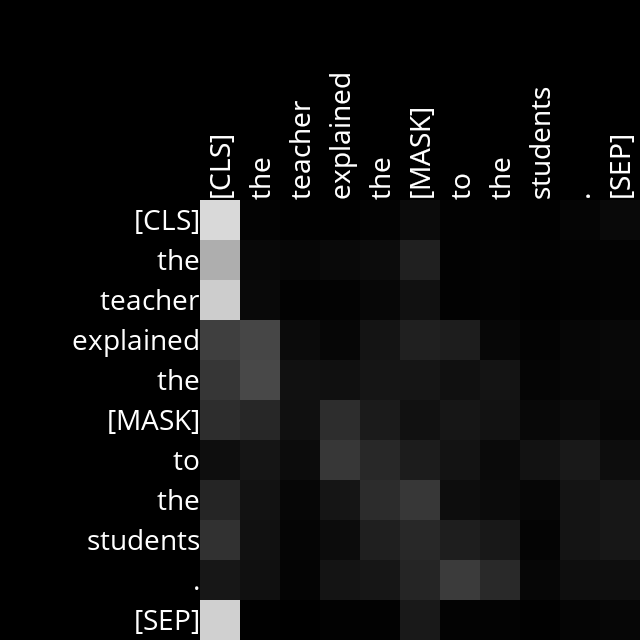 [CLS] the teacher explained the [MASK] to the students . [SEP]
[CLS]
the
teacher
explained
the
[MASK]
to
the
students
.
[SEP]